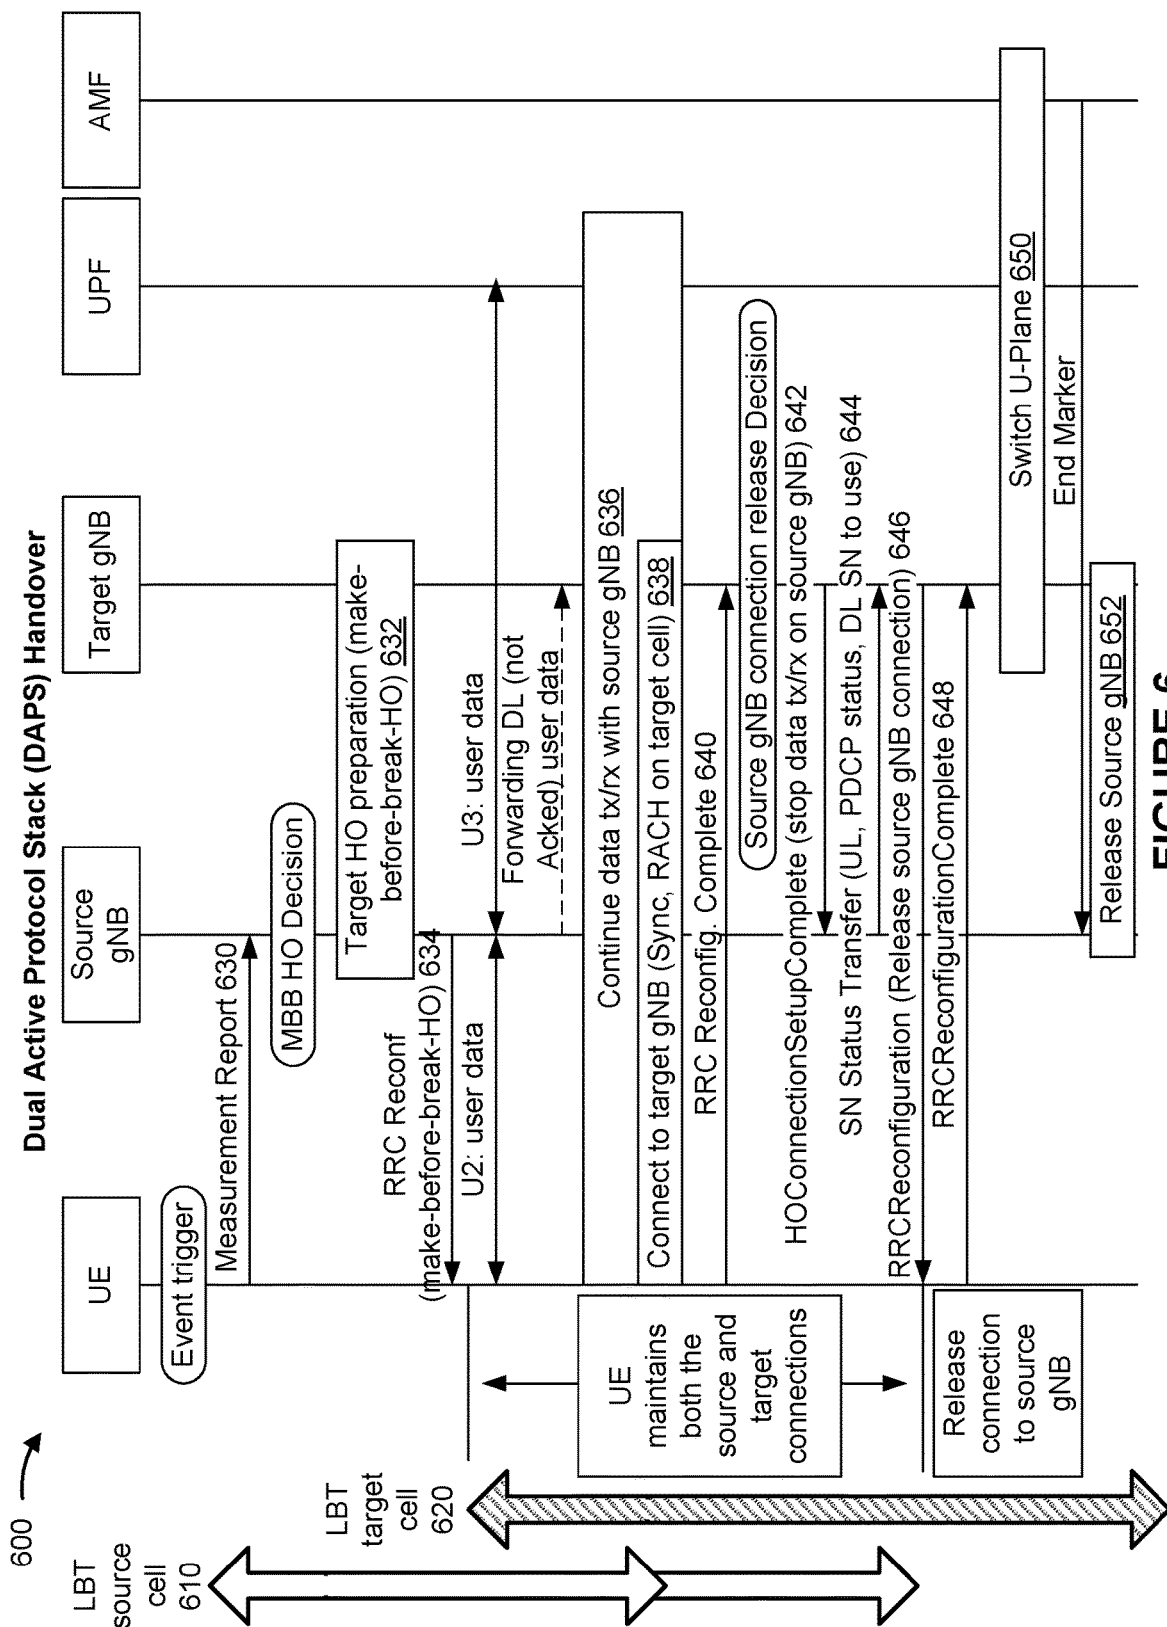 600
Dual Active Protocol Stack (DAPS) Handover
UE
Source
gNB
Target gNB
UPF
AMF
LBT
source
cell
610
Event trigger
Measurement Report 630
MBB HO Decision
Target HO preparation (make-
before-break-HO) 632
LBT
target
cell
620
RRC Reconf
(make-before-break-HO) 634
U2: user data
U3: user data
Forwarding DL (not
Acked) user data
UE
maintains
both the
source and
target
connections
Continue data tx/rx with source gNB 636
Connect to target gNB (Sync, RACH on target cell) 638
RRC Reconfig. Complete 640
Source gNB connection release Decision
HOConnectionSetupComplete (stop data tx/rx on source gNB) 642
SN Status Transfer (UL, PDCP status, DL SN to use) 644
RRCReconfiguration (Release source gNB connection) 646
RRCReconfigurationComplete 648
Release
connection
to source
gNB
Switch U-Plane 650
End Marker
Release Source gNB 652
FIGURE 6